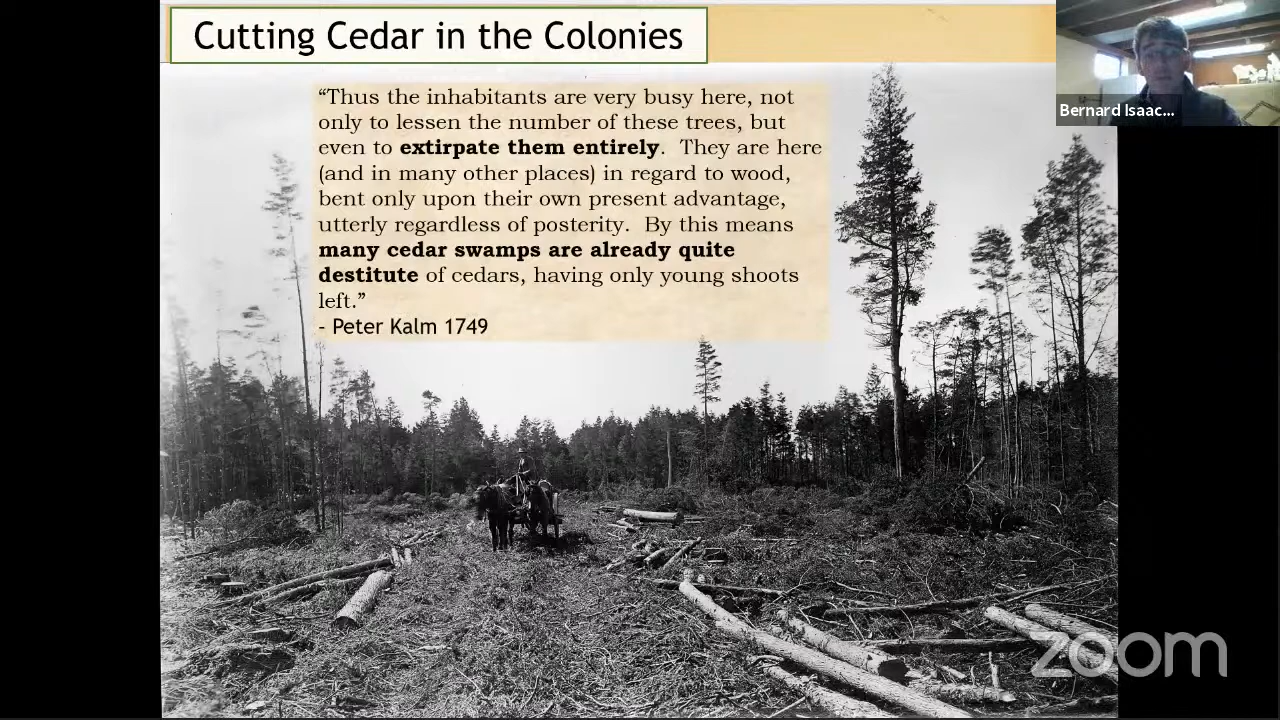 Cutting Cedar in the Colonies
“Thus the inhabitants are very busy here, not
only to lessen the number of these trees, but
even to extirpate them entirely. They are here
(and in many other places) in regard to wood,
bent only upon their own present advantage,
utterly regardless of posterity. By this means
many cedar swamps are already quite
destitute of cedars, having only young shoots
left.”
- Peter Kalm 1749
Bernard Isaac...
zoom